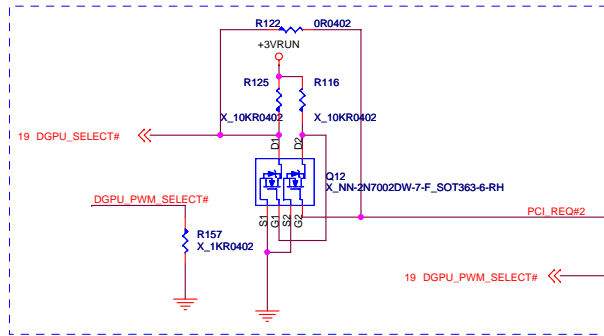 R122 0R0402
+3VRUN
R125 R116
X_10KR0402 X_10KR0402
19 DGPU_SELECT#
D1 D2
Q12
X_NN-2N7002DW-7-F_SOT363-6-RH
DGPU_PWM_SELECT#
S1 G1 S2 G2
PCI_REQ#2
R157
X_1KR0402
19 DGPU_PWM_SELECT#